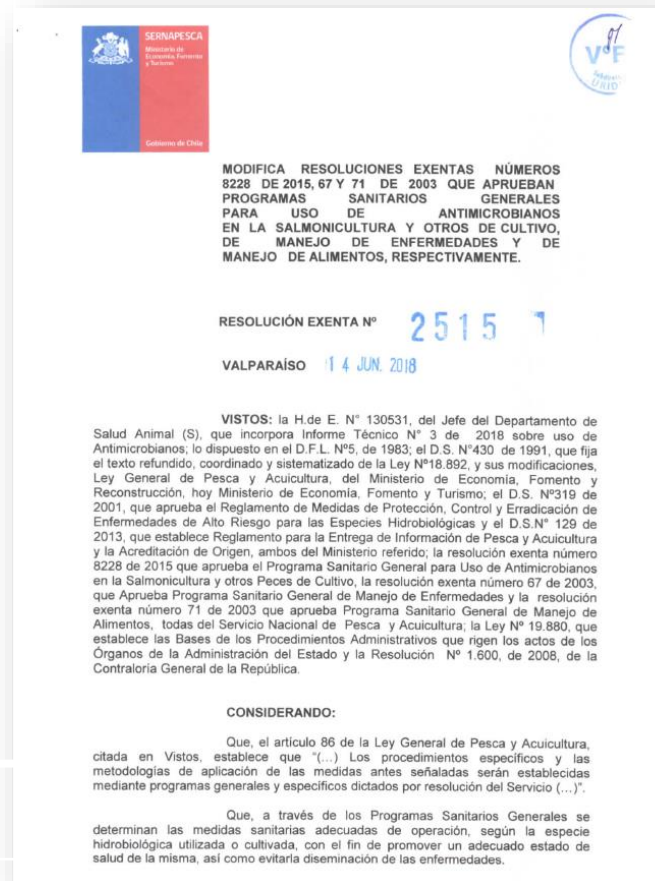 SERNAPESCA
Ministerio de
Economía, Fomento
y Turismo
Gobierno de Chile
81
VºF
MODIFICA RESOLUCIONES EXENTAS NÚMEROS
8228 DE 2015, 67 Y 71 DE 2003 QUE APRUEBAN
PROGRAMAS SANITARIOS GENERALES
PARA USO DE ANTIMICROBIANOS
EN LA SALMONICULTURA Y OTROS DE CULTIVO,
DE MANEJO DE ENFERMEDADES Y DE
MANEJO DE ALIMENTOS, RESPECTIVAMENTE.
RESOLUCIÓN EXENTA Nº 2515
VALPARAÍSO 14 JUN. 2018
VISTOS: la H.de E. N° 130531, del Jefe del Departamento de
Salud Animal (S), que incorpora Informe Técnico N° 3 de 2018 sobre uso de
Antimicrobianos; lo dispuesto en el D.F.L. Nº5, de 1983; el D.S. N°430 de 1991, que fija
el texto refundido, coordinado y sistematizado de la Ley Nº18.892, y sus modificaciones,
Ley General de Pesca y Acuicultura, del Ministerio de Economía, Fomento y
Reconstrucción, hoy Ministerio de Economía, Fomento y Turismo; el D.S. Nº319 de
2001, que aprueba el Reglamento de Medidas de Protección, Control y Erradicación de
Enfermedades de Alto Riesgo para las Especies Hidrobiológicas y el D.S.N° 129 de
2013, que establece Reglamento para la Entrega de Información de Pesca y Acuicultura
y la Acreditación de Origen, ambos del Ministerio referido; la resolución exenta número
8228 de 2015 que aprueba el Programa Sanitario General para Uso de Antimicrobianos
en la Salmonicultura y otros Peces de Cultivo, la resolución exenta número 67 de 2003,
que Aprueba Programa Sanitario General de Manejo de Enfermedades y la resolución
exenta número 71 de 2003 que aprueba Programa Sanitario General de Manejo de
Alimentos, todas del Servicio Nacional de Pesca y Acuicultura; la Ley Nº 19.880, que
establece las Bases de los Procedimientos Administrativos que rigen los actos de los
Órganos de la Administración del Estado y la Resolución Nº 1.600, de 2008, de la
Contraloría General de la República.
CONSIDERANDO:
Que, el artículo 86 de la Ley General de Pesca y Acuicultura,
citada en Vistos, establece que "(...) Los procedimientos específicos y las
metodologías de aplicación de las medidas antes señaladas serán establecidas
mediante programas generales y específicos dictados por resolución del Servicio (...)".
Que, a través de los Programas Sanitarios Generales se
determinan las medidas sanitarias adecuadas de operación, según la especie
hidrobiológica utilizada o cultivada, con el fin de promover un adecuado estado de
salud de la misma, así como evitarla diseminación de las enfermedades.